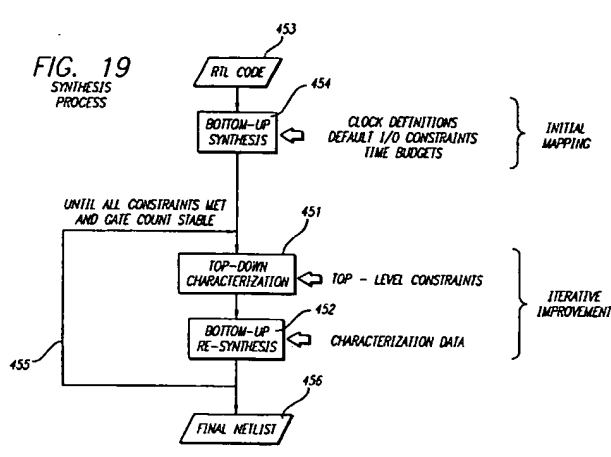 FIG. 19
SYNTHESIS
PROCESS
453
RTL CODE
454
BOTTOM-UP
SYNTHESIS
CLOCK DEFINITIONS
DEFAULT I/O CONSTRAINTS
TIME BUDGETS
INITIAL
MAPPING
UNTIL ALL CONSTRAINTS MET
AND GATE COUNT STABLE
451
TOP-DOWN
CHARACTERIZATION
TOP - LEVEL CONSTRAINTS
ITERATIVE
IMPROVEMENT
452
BOTTOM-UP
RE-SYNTHESIS
CHARACTERIZATION DATA
455
456
FINAL NETLIST